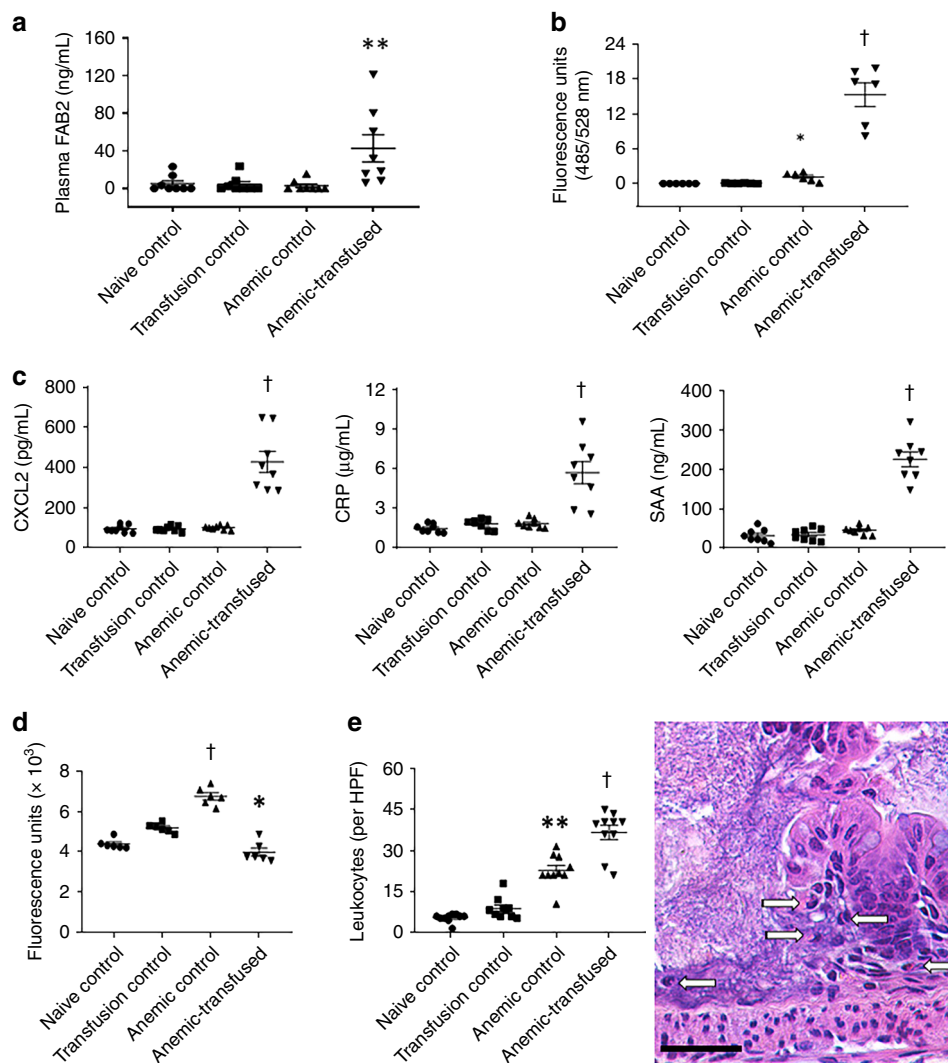 a
Plasma FAB2 (ng/mL)
160
120
80
40
0
**
Naive control
Transfusion control
Anemic control
Anemic-transfused
b
Fluorescence units
(485/528 nm)
24
18
12
6
0
*
†
Naive control
Transfusion control
Anemic control
Anemic-transfused
c
CXCL2 (pg/mL)
800
600
400
200
0
†
Naive control
Transfusion control
Anemic control
Anemic-transfused
CRP (μg/mL)
12
9
6
3
0
†
Naive control
Transfusion control
Anemic control
Anemic-transfused
SAA (ng/mL)
400
300
200
100
0
†
Naive control
Transfusion control
Anemic control
Anemic-transfused
d
Fluorescence units (× 10³)
8
6
4
2
0
†
*
Naive control
Transfusion control
Anemic control
Anemic-transfused
e
Leukocytes (per HPF)
60
45
30
15
0
**
†
Naive control
Transfusion control
Anemic control
Anemic-transfused